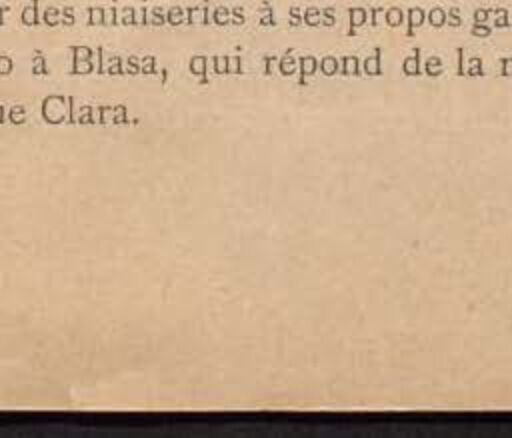 r des niaiseries à ses propos ga
o à Blasa, qui répond de la
ue Clara.